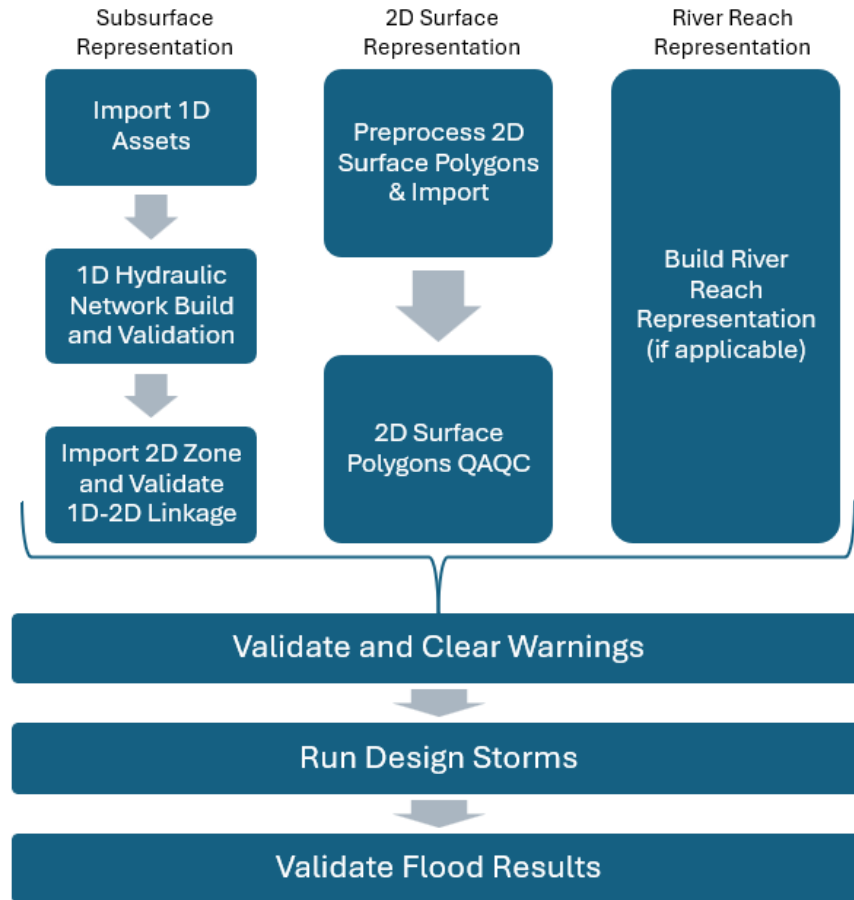 Subsurface
Representation
2D Surface
Representation
River Reach
Representation
Import 1D
Assets
1D Hydraulic
Network Build
and Validation
Import 2D Zone
and Validate
1D-2D Linkage
Preprocess 2D
Surface Polygons
& Import
2D Surface
Polygons QAQC
Build River
Reach
Representation
(if applicable)
Validate and Clear Warnings
Run Design Storms
Validate Flood Results